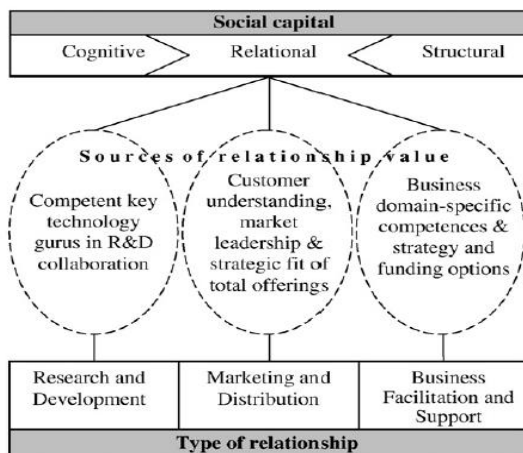 Social capital
Cognitive Relational Structural
Sources of relationship value
Competent key
technology
gurus in R&D
collaboration
Customer
understanding,
market
leadership &
strategic fit of
total offerings
Business
domain-specific
competences &
strategy and
funding options
Research and
Development
Marketing and
Distribution
Business
Facilitation and
Support
Type of relationship